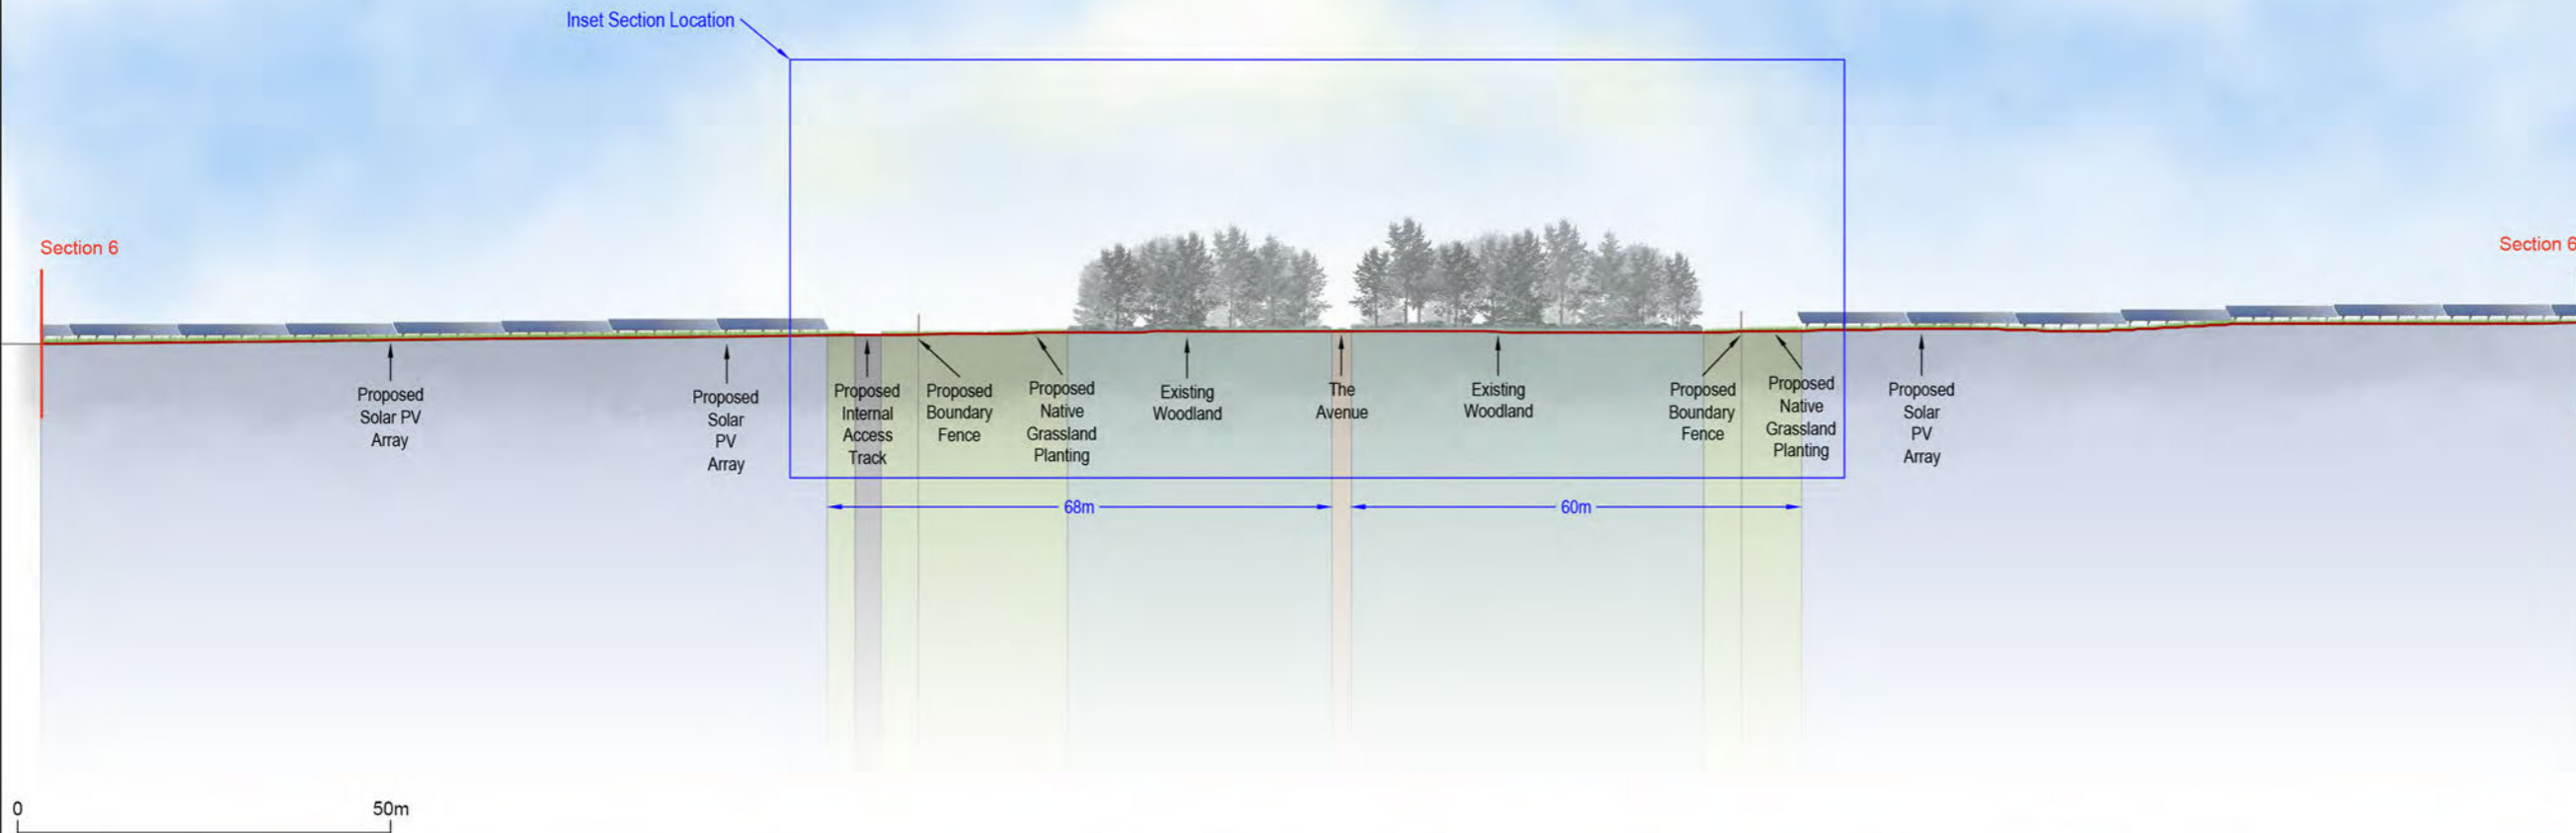 Inset Section Location
Section 6
Section 6
Proposed
Solar PV
Array
Proposed
Solar
PV
Array
Proposed
Internal
Access
Track
Proposed
Boundary
Fence
Proposed
Native
Grassland
Planting
Existing
Woodland
The
Avenue
Existing
Woodland
Proposed
Boundary
Fence
Proposed
Native
Grassland
Planting
Proposed
Solar
PV
Array
68m
60m
0
50m